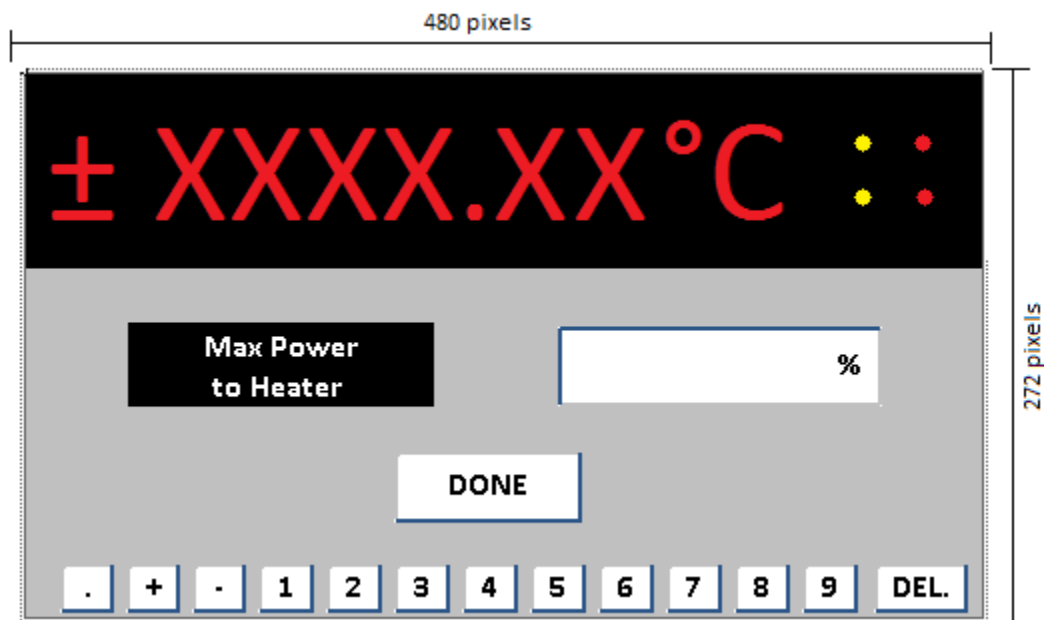 480 pixels
± XXXX.XX°C
272 pixels
Max Power
to Heater
%
DONE
. + - 1 2 3 4 5 6 7 8 9 DEL.